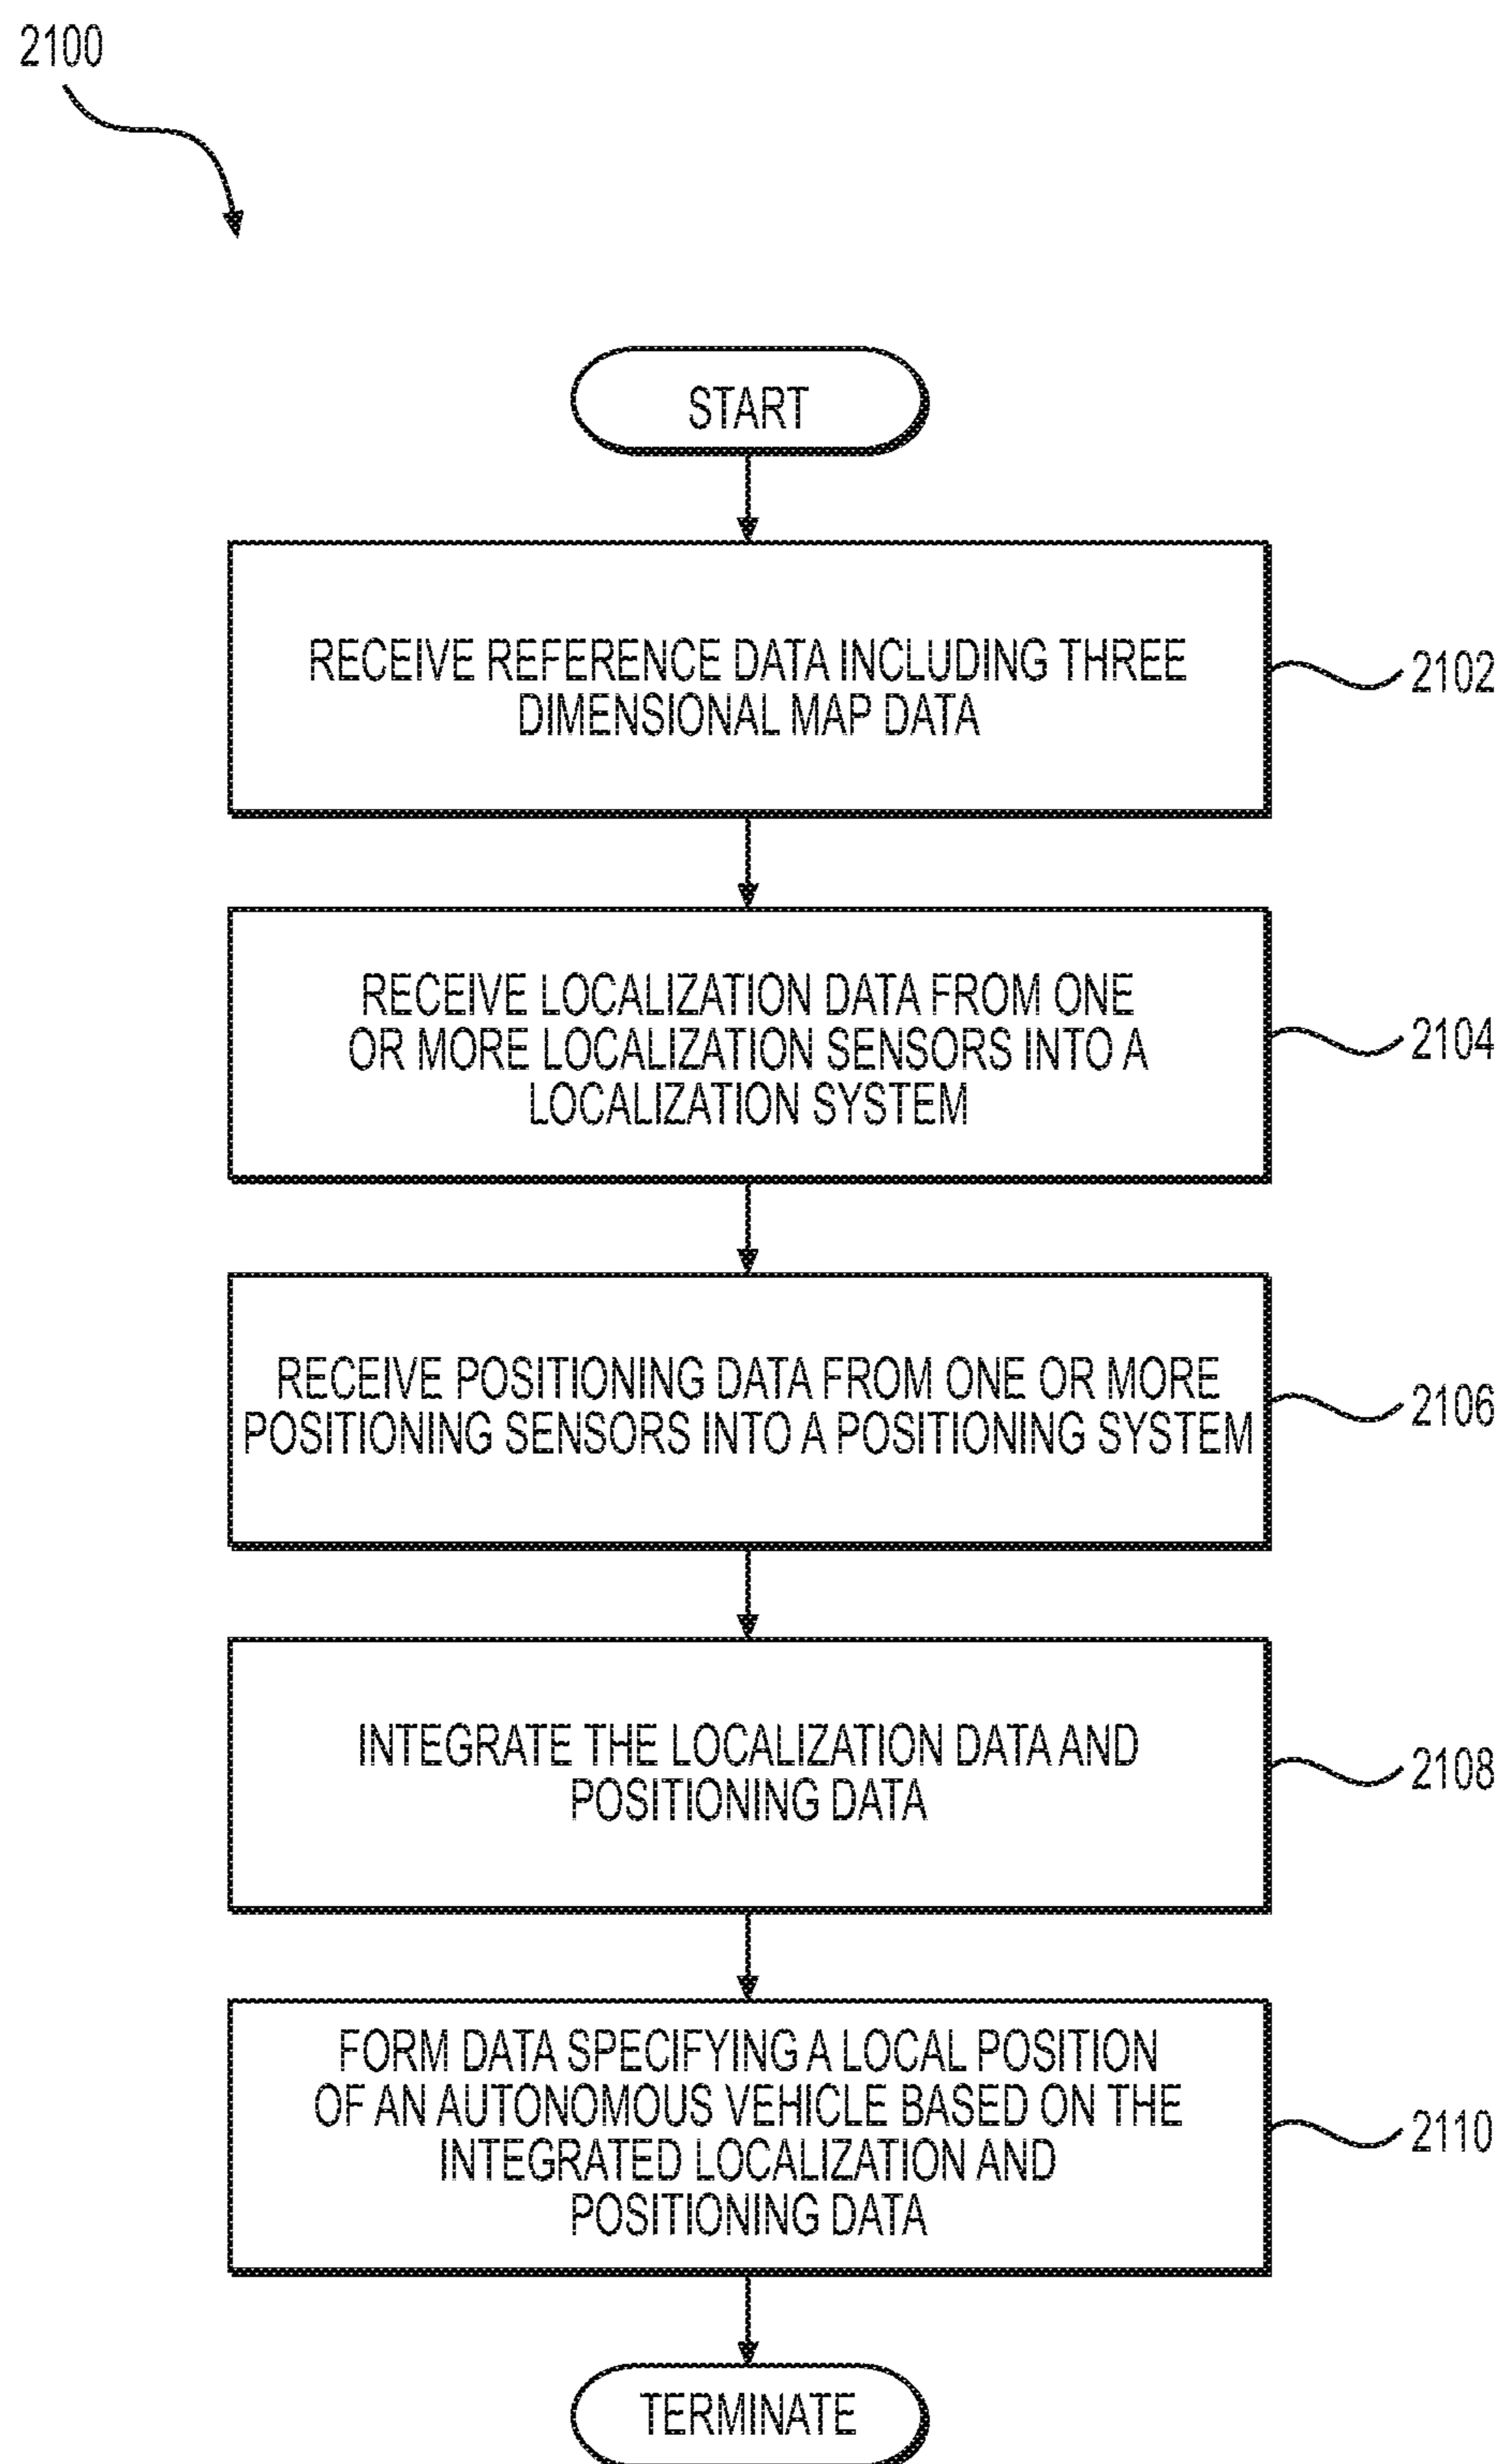 2100
START
RECEIVE REFERENCE DATA INCLUDING THREE
DIMENSIONAL MAP DATA
2102
RECEIVE LOCALIZATION DATA FROM ONE
OR MORE LOCALIZATION SENSORS INTO A
LOCALIZATION SYSTEM
2104
RECEIVE POSITIONING DATA FROM ONE OR MORE
POSITIONING SENSORS INTO A POSITIONING SYSTEM
2106
INTEGRATE THE LOCALIZATION DATA AND
POSITIONING DATA
2108
FORM DATA SPECIFYING A LOCAL POSITION
OF AN AUTONOMOUS VEHICLE BASED ON THE
INTEGRATED LOCALIZATION AND
POSITIONING DATA
2110
TERMINATE